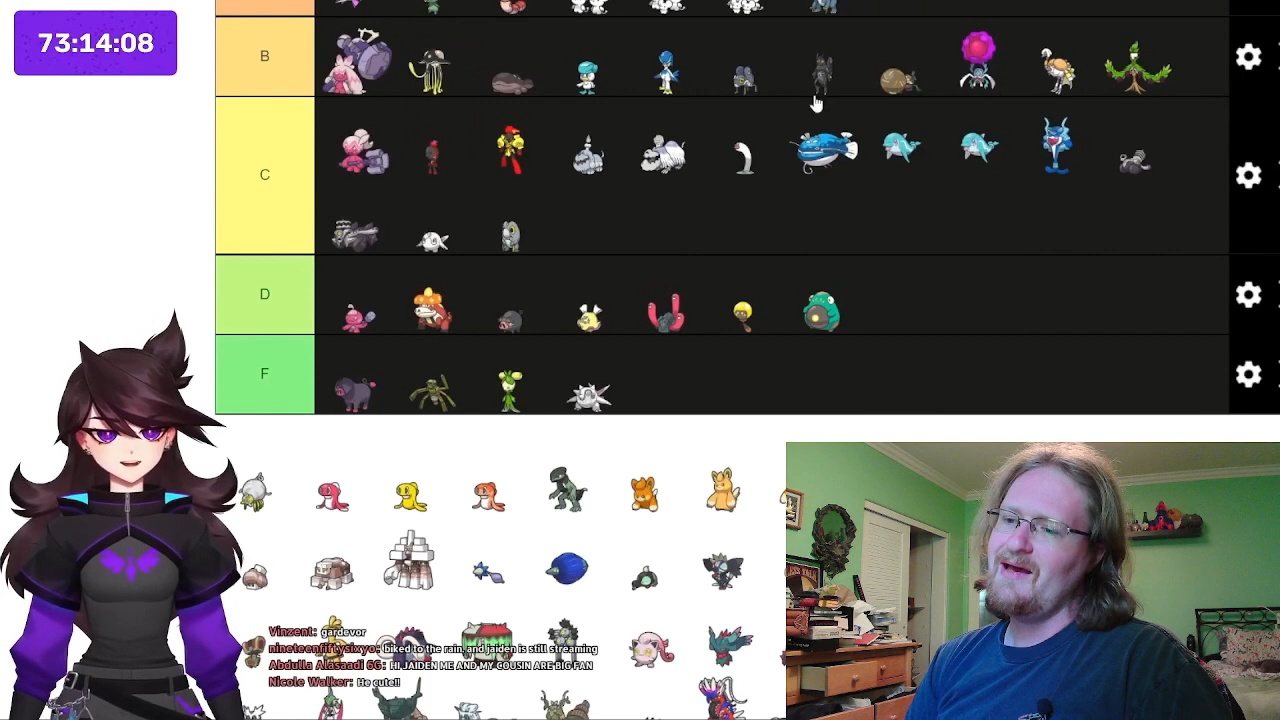 73:14:08
B
C
D
F
Vinzent: gardevor
nineteenfiftysixyo: biked to the rain, and jaiden is still streaming
Abdulla Alasaadi 6G: HI JAIDEN ME AND MY COUSIN ARE BIG FAN
Nicole Walker: He cute!!